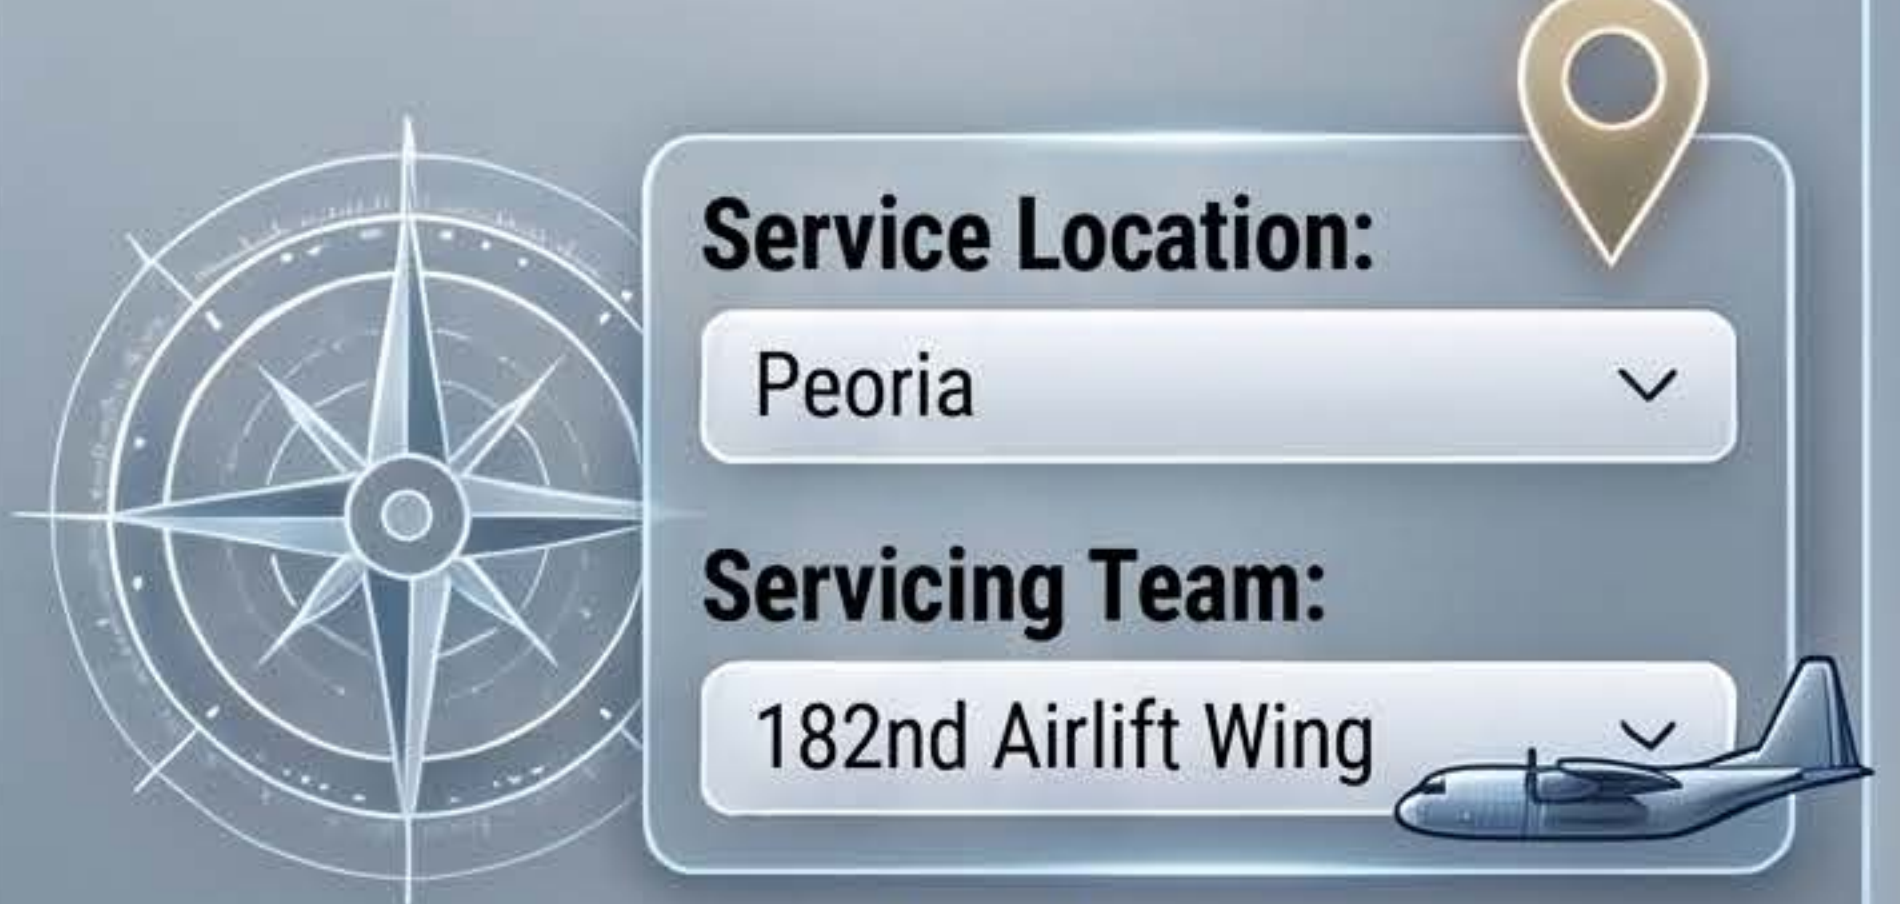 Service Location:
Peoria
Servicing Team:
182nd Airlift Wing